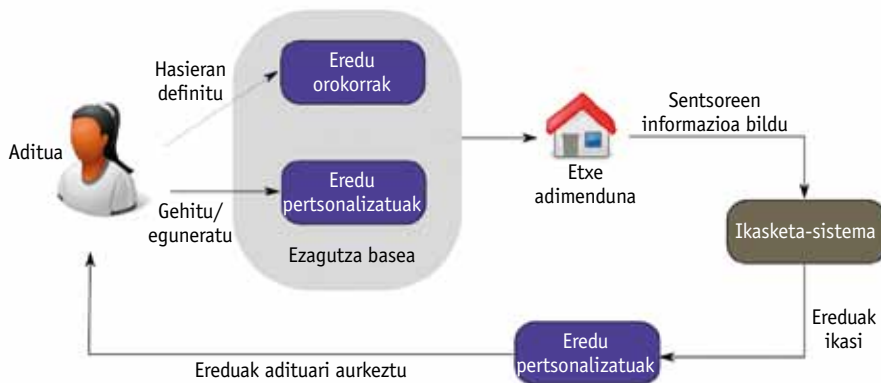 Aditua
Hasieran
definitu
Gehitu/
eguneratu
Eredu
orokorrak
Eredu
pertsonalizatuak
Ezagutza basea
Etxe
adimenduna
Sentsoreen
informazioa bildu
Ikasketa-sistema
Ereduak
ikasi
Eredu
pertsonalizatuak
Ereduak adituari aurkeztu